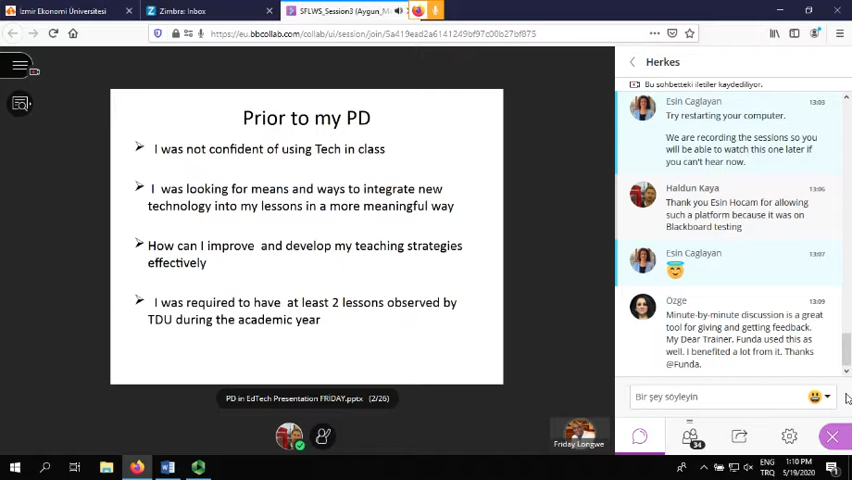 İzmir Ekonomi Üniversitesi
Zimbra: Inbox
SFLWS_Session3 (Aygun_M
https://eu.bbcollab.com/collab/ui/session/join/5a419ead2a6141249bf97c00b27bf875
Prior to my PD
I was not confident of using Tech in class
I was looking for means and ways to integrate new
technology into my lessons in a more meaningful way
How can I improve and develop my teaching strategies
effectively
I was required to have at least 2 lessons observed by
TDU during the academic year
PD in EdTech Presentation FRIDAY.pptx (2/26)
Friday Longwe
Herkes
Bu sohbetteki iletiler kaydediliyor.
Esin Caglayan 13:03
Try restarting your computer.
We are recording the sessions so you
will be able to watch this one later if
you can't hear now.
Haldun Kaya 13:06
Thank you Esin Hocam for allowing
such a platform because it was on
Blackboard testing
Esin Caglayan 13:07
Özge 13:09
Minute-by-minute discussion is a great
tool for giving and getting feedback.
My Dear Trainer. Funda used this as
well. I benefited a lot from it. Thanks
@Funda.
Bir şey söyleyin
34
ENG 1:10 PM
TRQ 5/19/2020